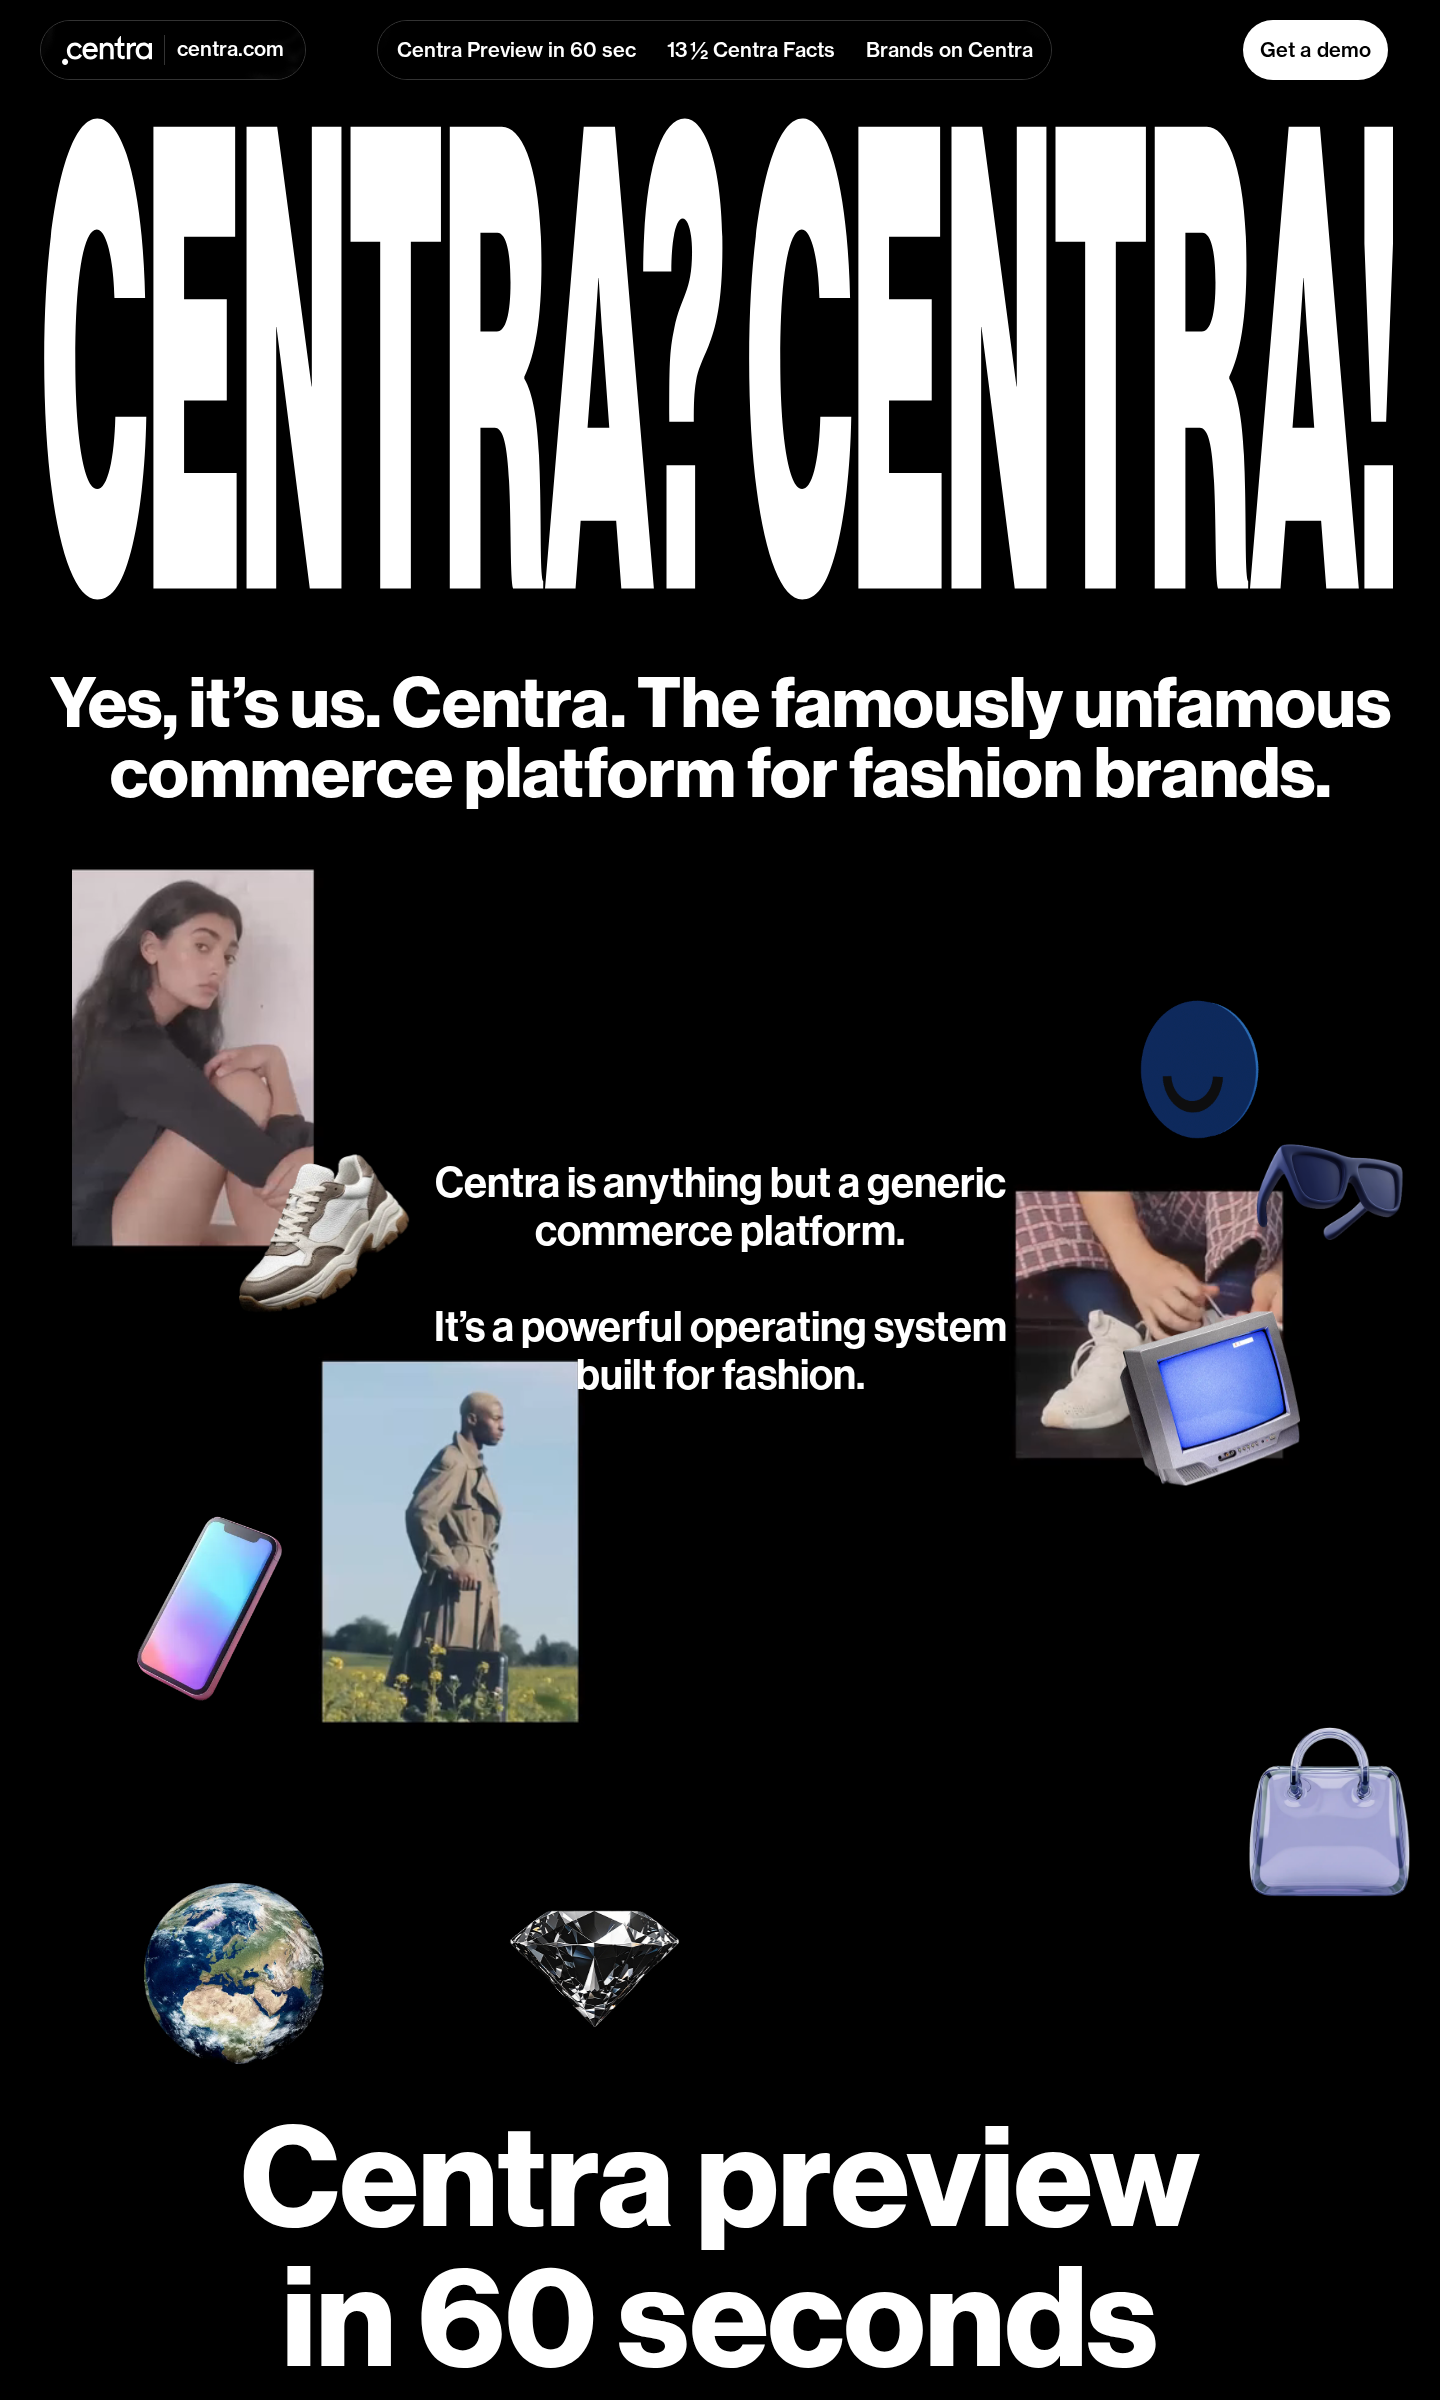 centra
centra.com
Centra Preview in 60 sec
13 ½ Centra Facts
Brands on Centra
Get a demo
CENTRA? CENTRA!
Yes, it’s us. Centra. The famously unfamous
commerce platform for fashion brands.
Centra is anything but a generic
commerce platform.
It’s a powerful operating system
built for fashion.
Centra preview
in 60 seconds